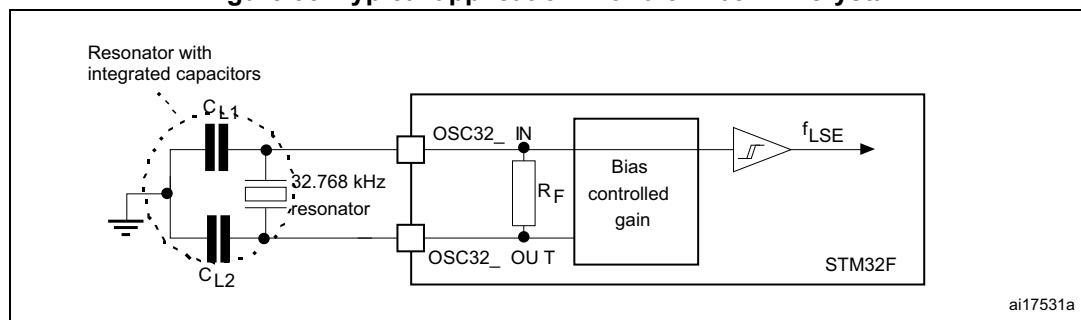 Resonator with
integrated capacitors
CL1
OSC32_ IN
fLSE
32.768 kHz
resonator
RF
Bias
controlled
gain
OSC32_ OU T
CL2
STM32F
ai17531a